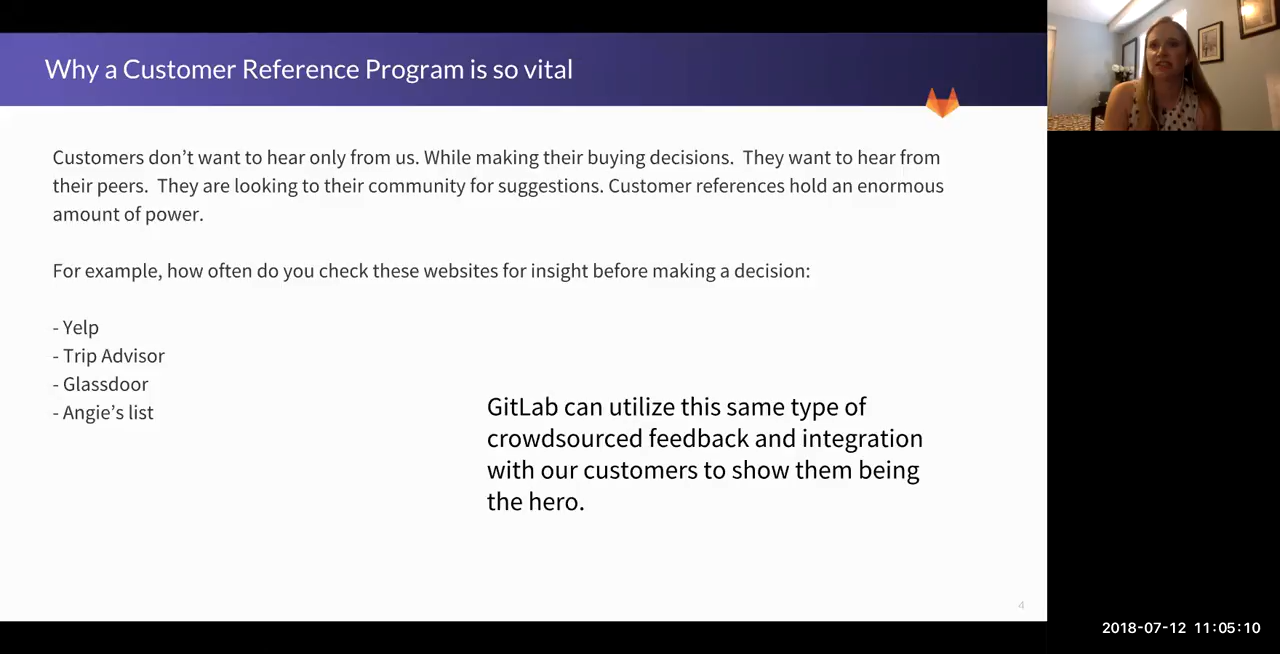 Why a Customer Reference Program is so vital
Customers don’t want to hear only from us. While making their buying decisions.  They want to hear from
their peers.  They are looking to their community for suggestions. Customer references hold an enormous
amount of power.
For example, how often do you check these websites for insight before making a decision:
- Yelp
- Trip Advisor
- Glassdoor
- Angie’s list
GitLab can utilize this same type of
crowdsourced feedback and integration
with our customers to show them being
the hero.
4
2018-07-12 11:05:10